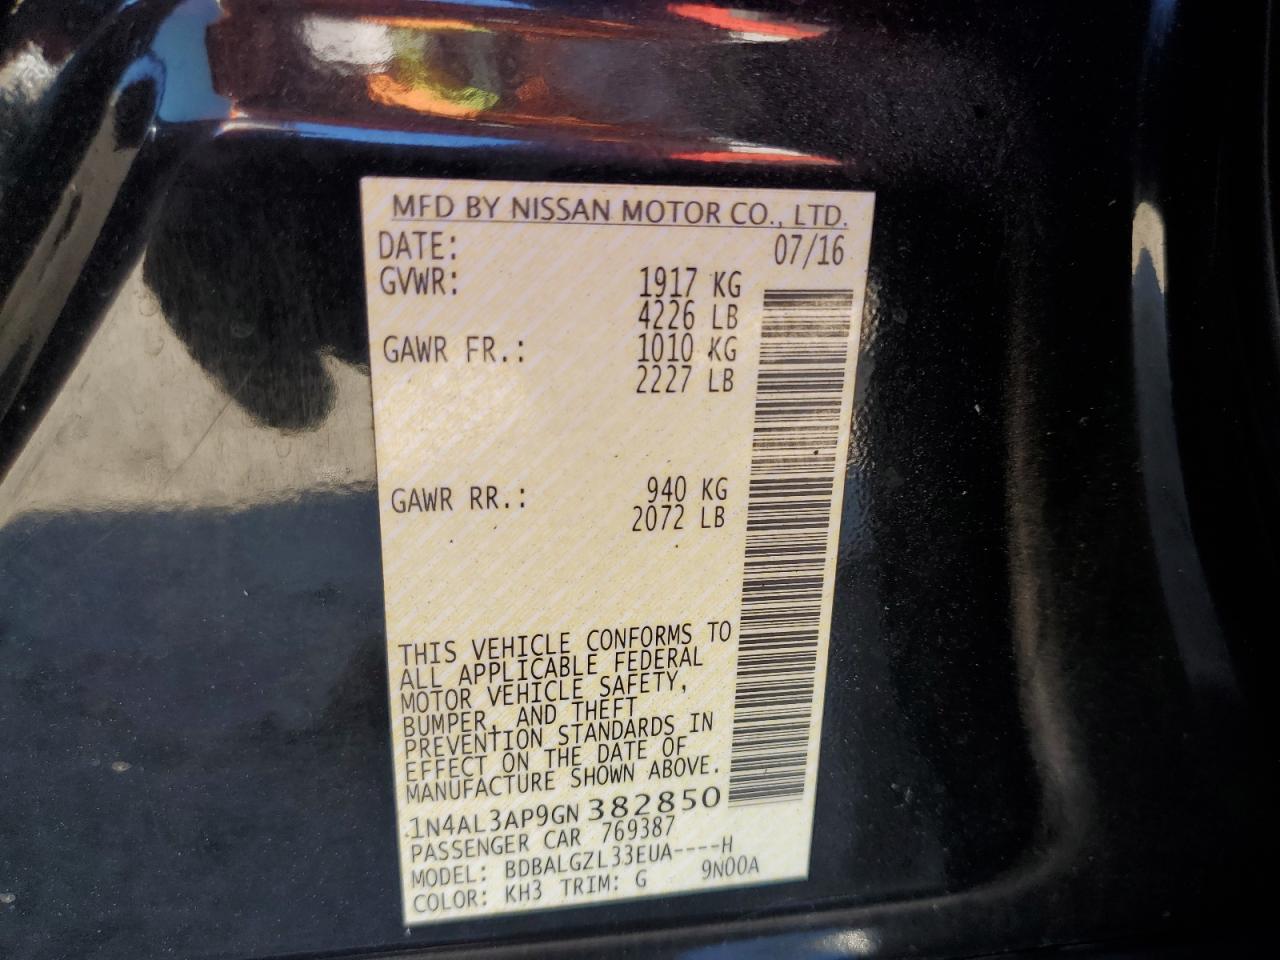 MFD BY NISSAN MOTOR CO., LTD.
DATE: 07/16
GVWR: 1917 KG
4226 LB
GAWR FR.: 1010 KG
2227 LB
GAWR RR.: 940 KG
2072 LB
THIS VEHICLE CONFORMS TO
ALL APPLICABLE FEDERAL
MOTOR VEHICLE SAFETY,
BUMPER, AND THEFT
PREVENTION STANDARDS IN
EFFECT ON THE DATE OF
MANUFACTURE SHOWN ABOVE.
1N4AL3AP9GN 382850
PASSENGER CAR 769387
MODEL: BDBALGZL33EUA----H
COLOR: KH3 TRIM: G 9N00A